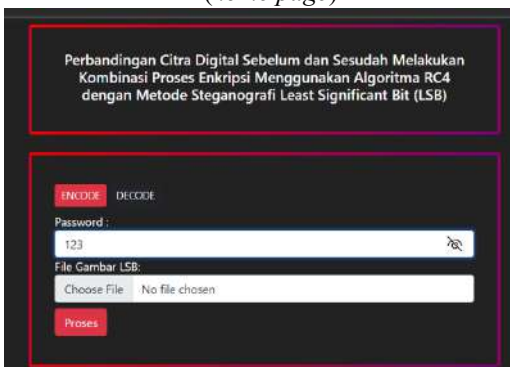 Perbandingan Citra Digital Sebelum dan Sesudah Melakukan
Kombinasi Proses Enkripsi Menggunakan Algoritma RC4
dengan Metode Steganografi Least Significant Bit (LSB)
ENCODE DECODE
Password :
123
File Gambar LSB:
Choose File No file chosen
Proses